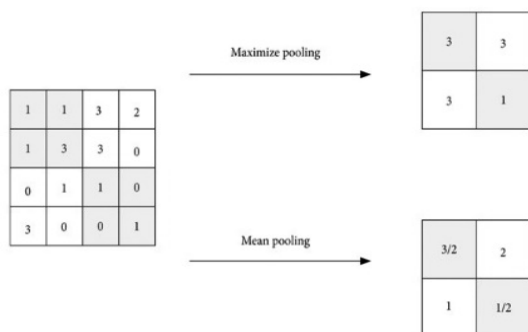 Maximize pooling
3 3
3 1
1 1 3 2
1 3 3 0
0 1 1 0
3 0 0 1
Mean pooling
3/2 2
1 1/2